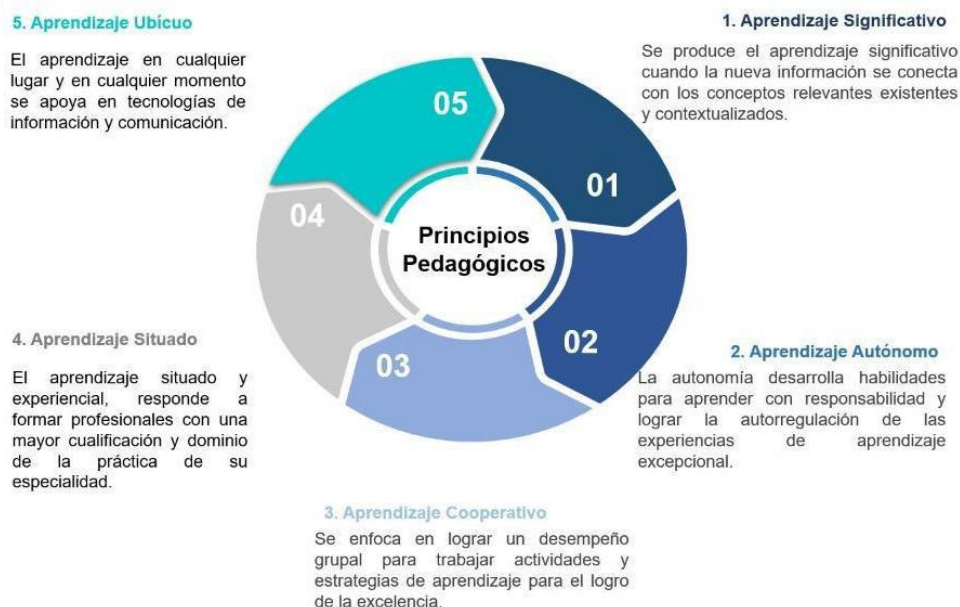 1. Aprendizaje Significativo
Se produce el aprendizaje significativo
cuando la nueva información se conecta
con los conceptos relevantes existentes
y contextualizados.
2. Aprendizaje Autónomo
La autonomía desarrolla habilidades
para aprender con responsabilidad y
lograr la autorregulación de las
experiencias de aprendizaje
excepcional.
3. Aprendizaje Cooperativo
Se enfoca en lograr un desempeño
grupal para trabajar actividades y
estrategias de aprendizaje para el logro
de la excelencia.
4. Aprendizaje Situado
El aprendizaje situado y
experiencial, responde a
formar profesionales con una
mayor cualificación y dominio
de la práctica de su
especialidad.
5. Aprendizaje Ubícuo
El aprendizaje en cualquier
lugar y en cualquier momento
se apoya en tecnologías de
información y comunicación.
Principios
Pedagógicos
01
02
03
04
05